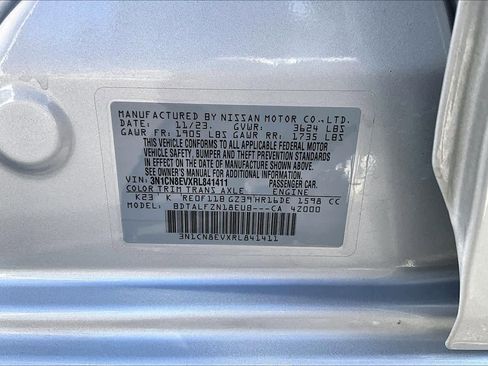 MANUFACTURED BY NISSAN MOTOR CO., LTD.
DATE: 11/23 GVWR: 3624 LBS
GAWR FR: 1905 LBS GAWR RR: 1735 LBS
THIS VEHICLE CONFORMS TO ALL APPLICABLE FEDERAL MOTOR
VEHICLE SAFETY, BUMPER AND THEFT PREVENTION STANDARDS
IN EFFECT ON THE DATE OF MANUFACTURE SHOWN ABOVE.
SEE OWNER'S MANUAL FOR ADDITIONAL INFORMATION
VIN: 3N1CN8EVXRL841411 PASSENGER CAR.
COLOR TRIM TRANS AXLE ENGINE
K23 K RE0F11B GZ39 HR16DE 1598 CC
MODEL: BDTALFZN18EUB---CA 42000
3N1CN8EVXRL841411